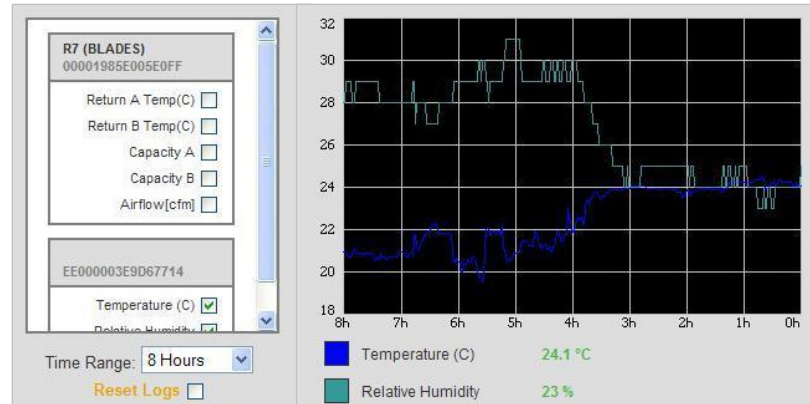 R7 (BLADES)
00001985E005E0FF
Return A Temp(C)
Return B Temp(C)
Capacity A
Capacity B
Airflow[cfm]
EE000003E9D67714
Temperature (C)
Relative Humidity
Time Range: 8 Hours
Reset Logs
32
30
28
26
24
22
20
18
8h 7h 6h 5h 4h 3h 2h 1h 0h
Temperature (C) 24.1 °C
Relative Humidity 23 %